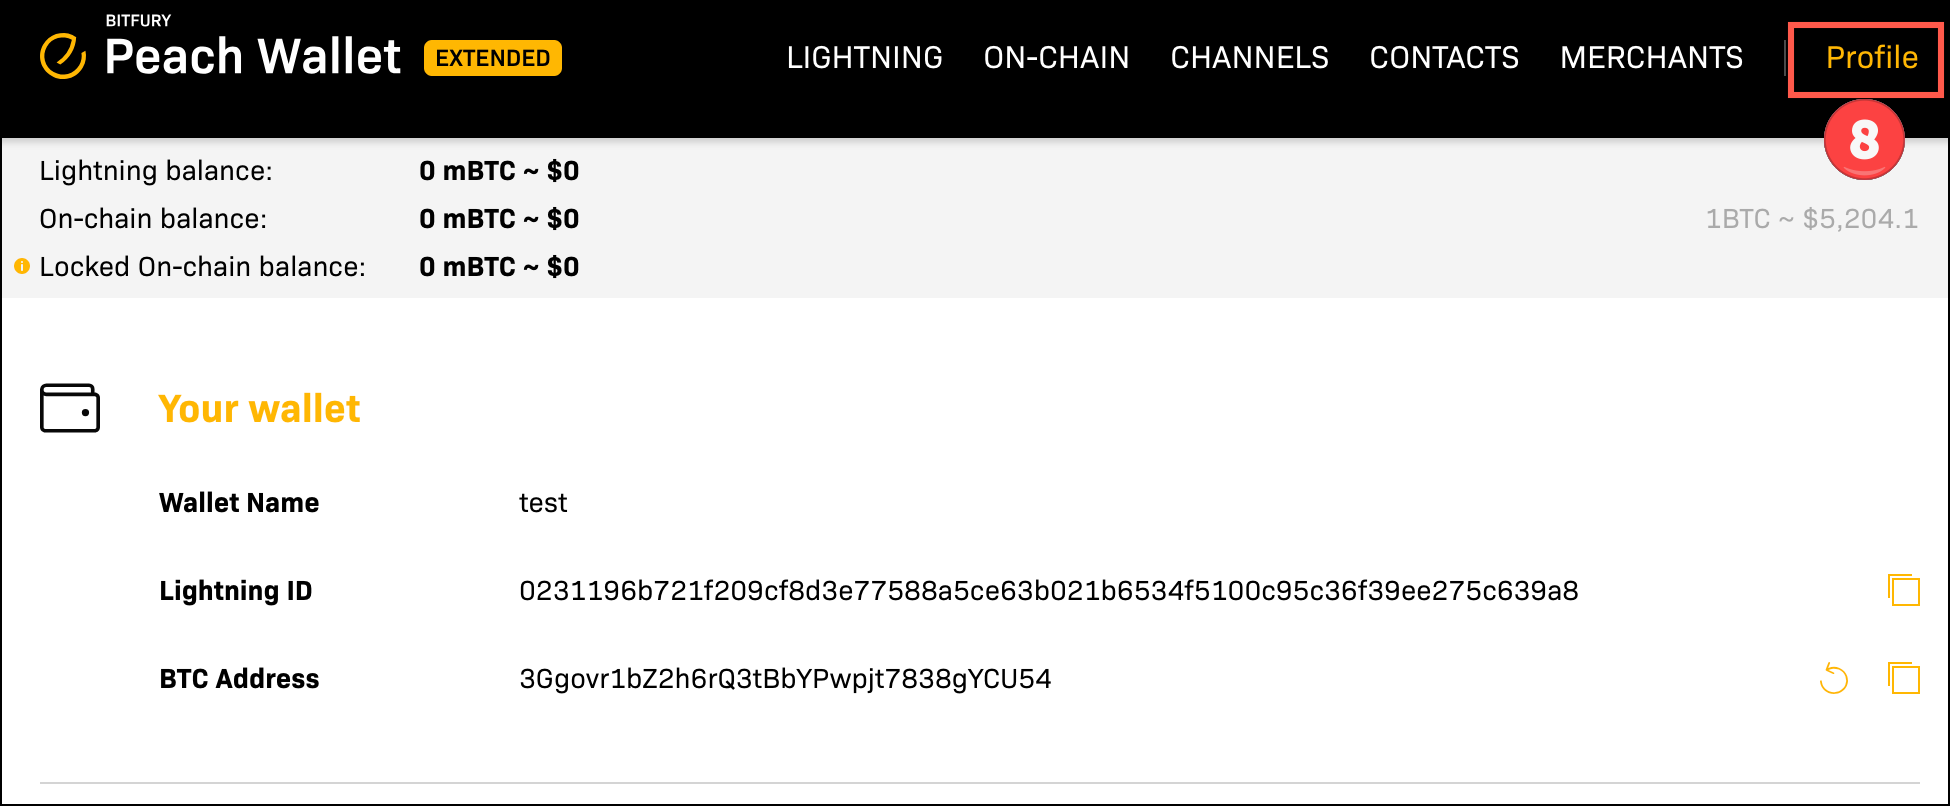 BITFURY
Peach Wallet EXTENDED LIGHTNING ON-CHAIN CHANNELS CONTACTS MERCHANTS Profile
8
Lightning balance: 0 mBTC ~ $0
On-chain balance: 0 mBTC ~ $0 1BTC ~ $5,204.1
Locked On-chain balance: 0 mBTC ~ $0
Your wallet
Wallet Name test
Lightning ID 0231196b721f209cf8d3e77588a5ce63b021b6534f5100c95c36f39ee275c639a8
BTC Address 3Ggovr1bZ2h6rQ3tBbYPwpjt7838gYCU54